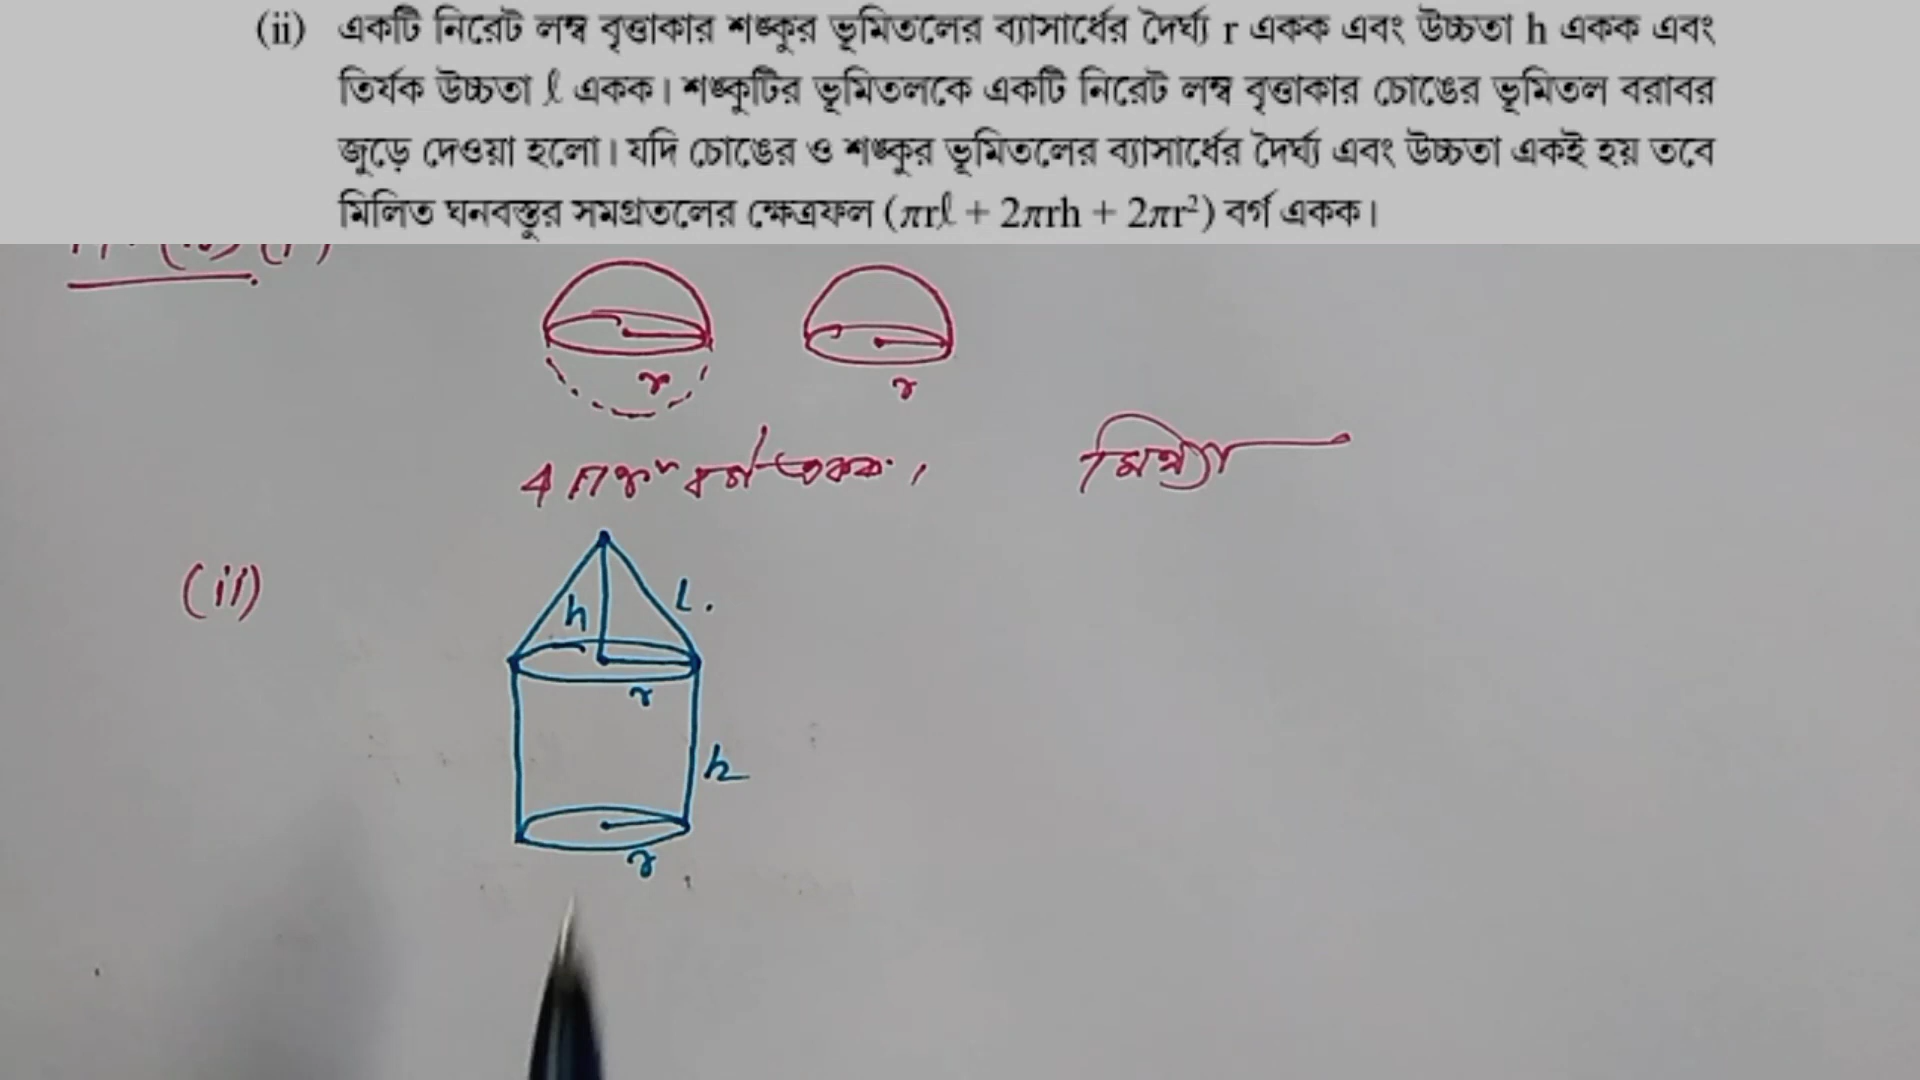 (ii) একটি নিরেট লম্ব বৃত্তাকার শঙ্কুর ভূমিতলের ব্যাসার্ধের দৈর্ঘ্য r একক এবং উচ্চতা h একক এবং
তির্যক উচ্চতা ℓ একক। শঙ্কুটির ভূমিতলকে একটি নিরেট লম্ব বৃত্তাকার চোঙের ভূমিতল বরাবর
জুড়ে দেওয়া হলো। যদি চোঙের ও শঙ্কুর ভূমিতলের ব্যাসার্ধের দৈর্ঘ্য এবং উচ্চতা একই হয় তবে
মিলিত ঘনবস্তুর সমগ্রতলের ক্ষেত্রফল (πrℓ + 2πrh + 2πr²) বর্গ একক।
r
r
4πr² বর্গ একক।
মিথ্যা
(ii)
h
l.
r
h
r